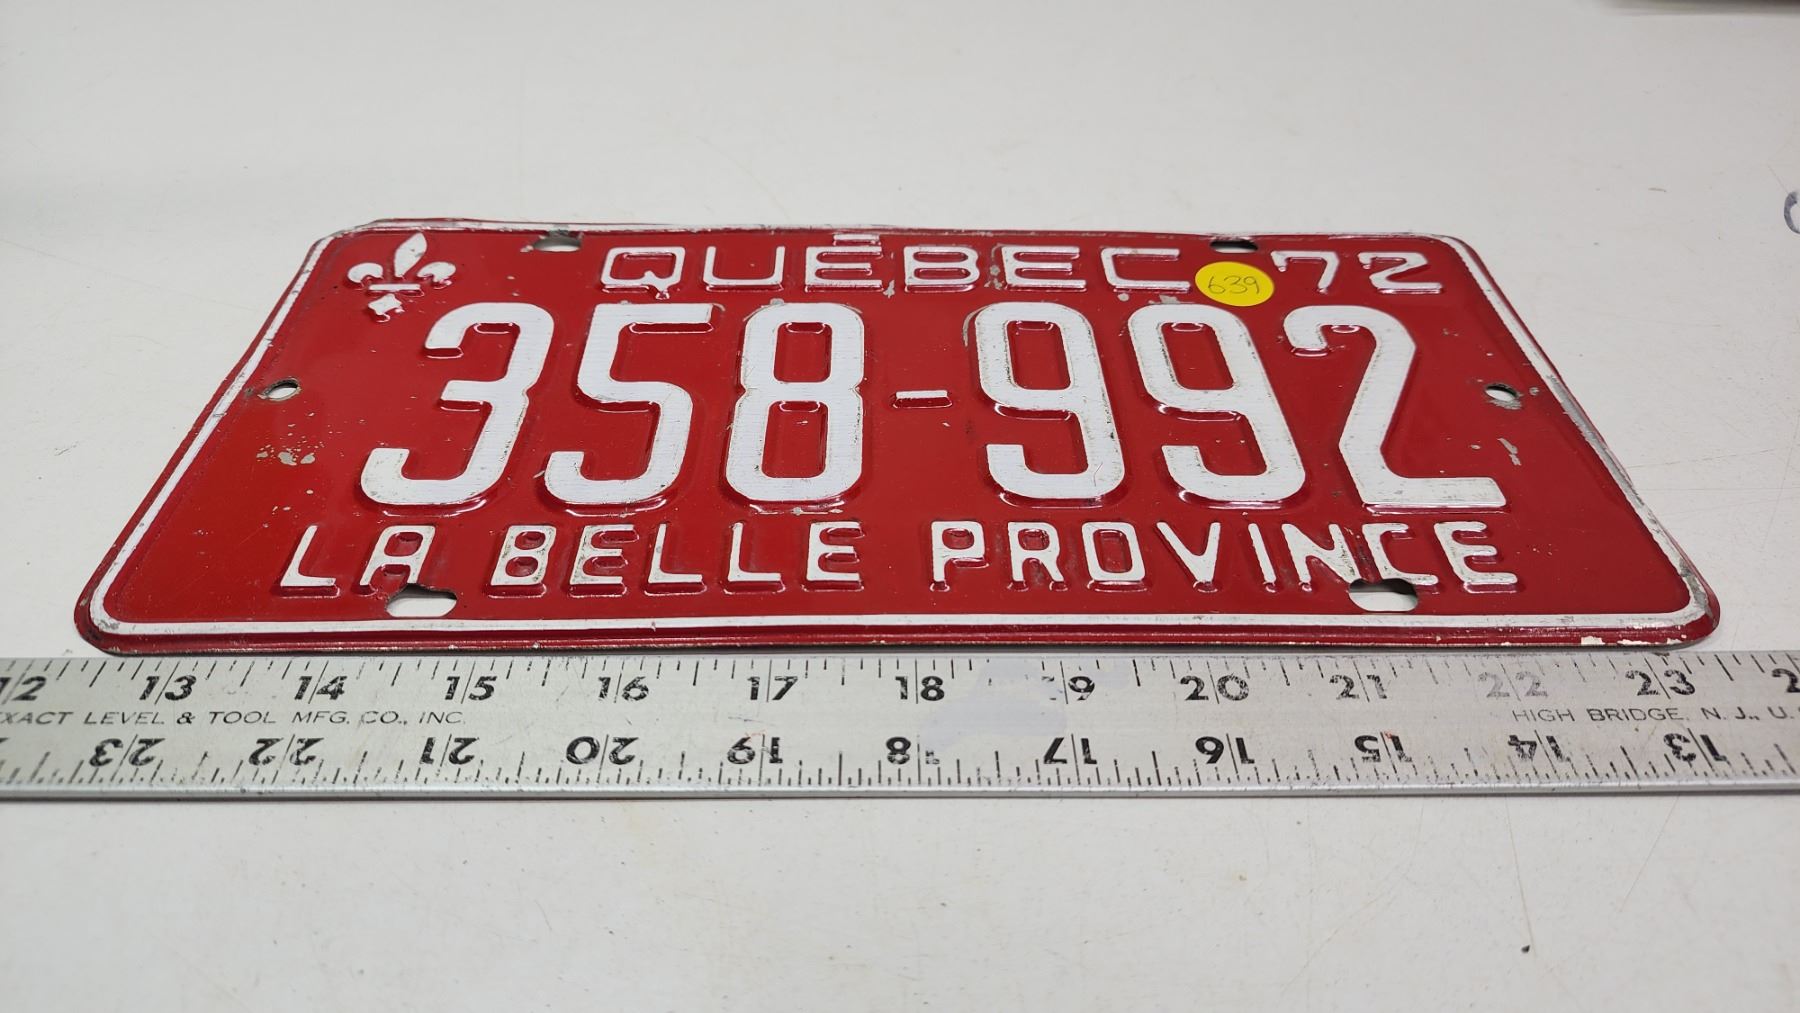 QUÉBEC 72
639
358-992
LA BELLE PROVINCE
12 13 14 15 16 17 18 19 20 21 22 23 2
EXACT LEVEL & TOOL MFG. CO., INC. HIGH BRIDGE, N. J., U.S
23 22 21 20 19 18 17 16 15 14 13